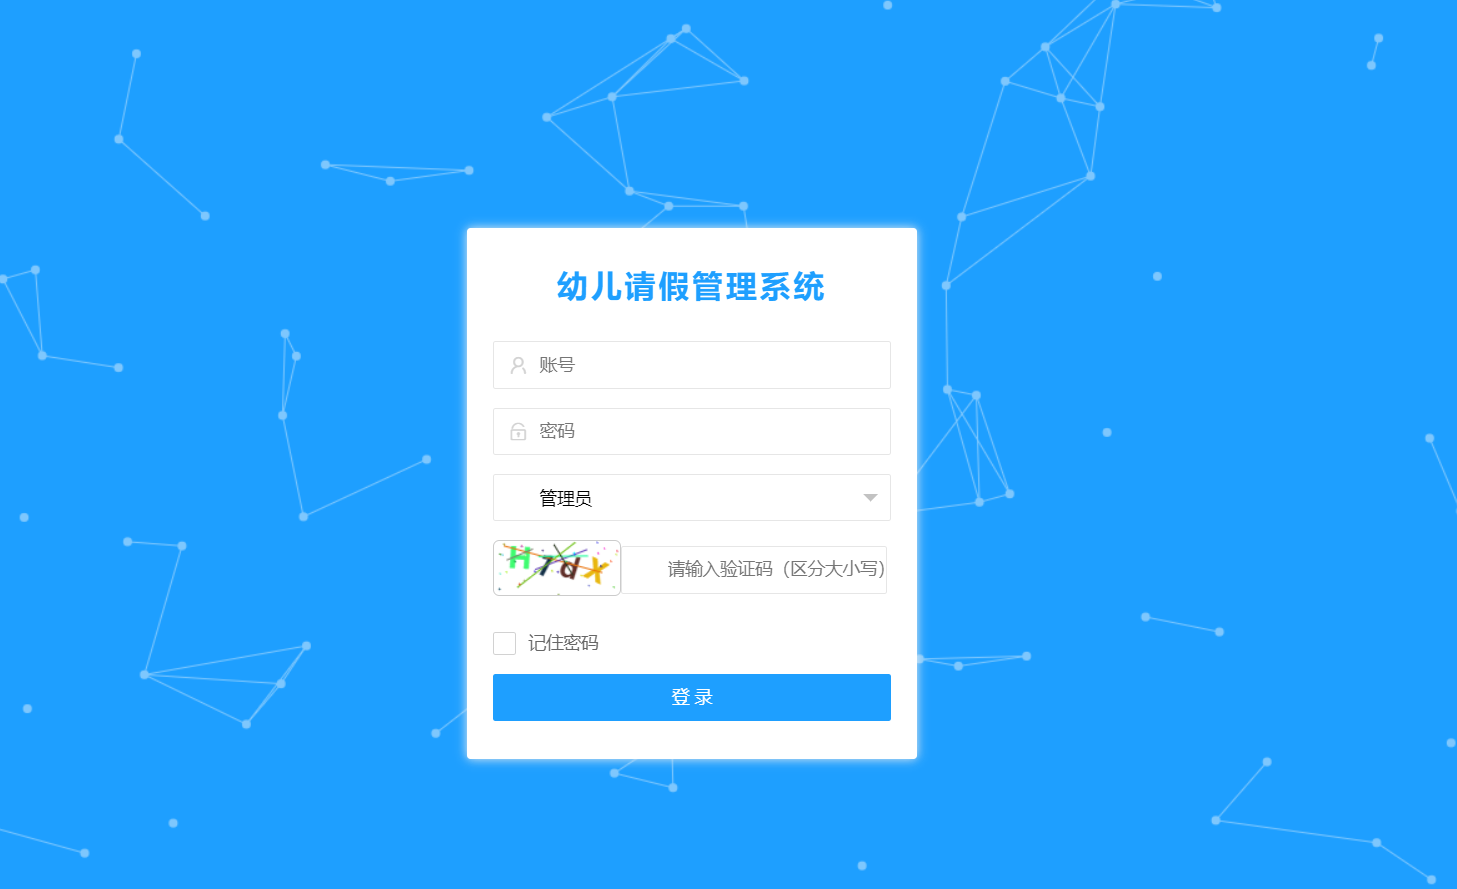 幼儿请假管理系统
账号
密码
管理员
H7dX
请输入验证码（区分大小写）
记住密码
登录